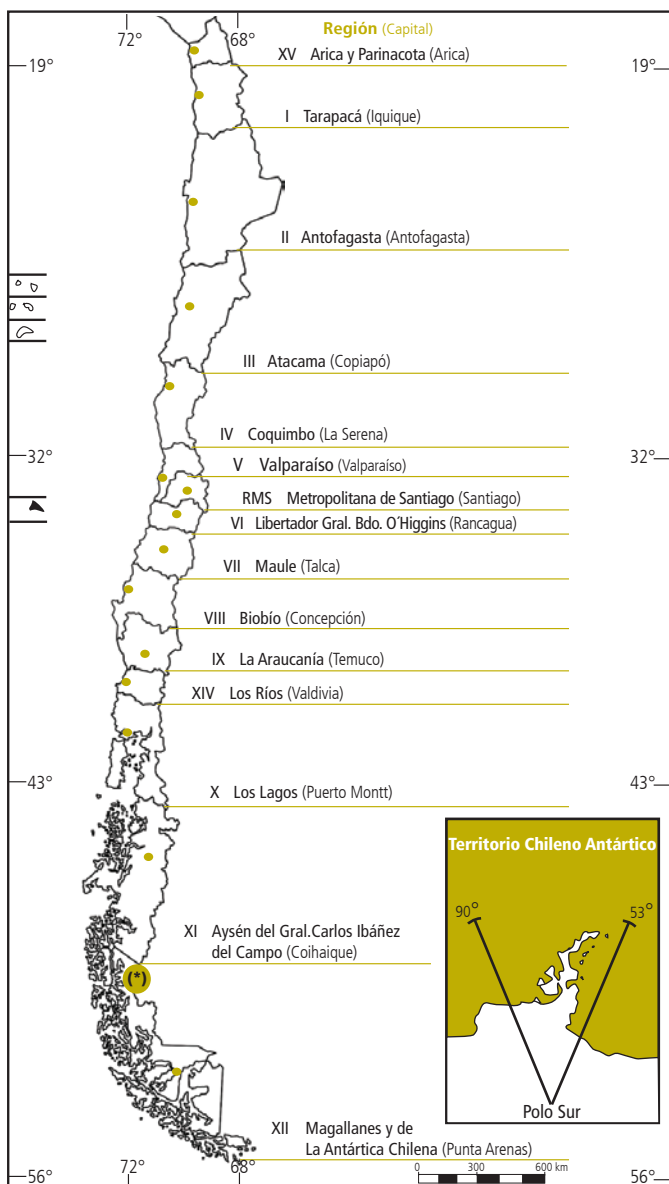 Región (Capital)
72° 68°
19° XV Arica y Parinacota (Arica) 19°
I Tarapacá (Iquique)
II Antofagasta (Antofagasta)
III Atacama (Copiapó)
IV Coquimbo (La Serena)
32° V Valparaíso (Valparaíso) 32°
RMS Metropolitana de Santiago (Santiago)
VI Libertador Gral. Bdo. O´Higgins (Rancagua)
VII Maule (Talca)
VIII Biobío (Concepción)
IX La Araucanía (Temuco)
XIV Los Ríos (Valdivia)
43° X Los Lagos (Puerto Montt) 43°
Territorio Chileno Antártico
90° 53°
Polo Sur
XI Aysén del Gral.Carlos Ibáñez
del Campo (Coihaique)
(*)
XII Magallanes y de
La Antártica Chilena (Punta Arenas)
56° 72° 68° 56°
0 300 600 km